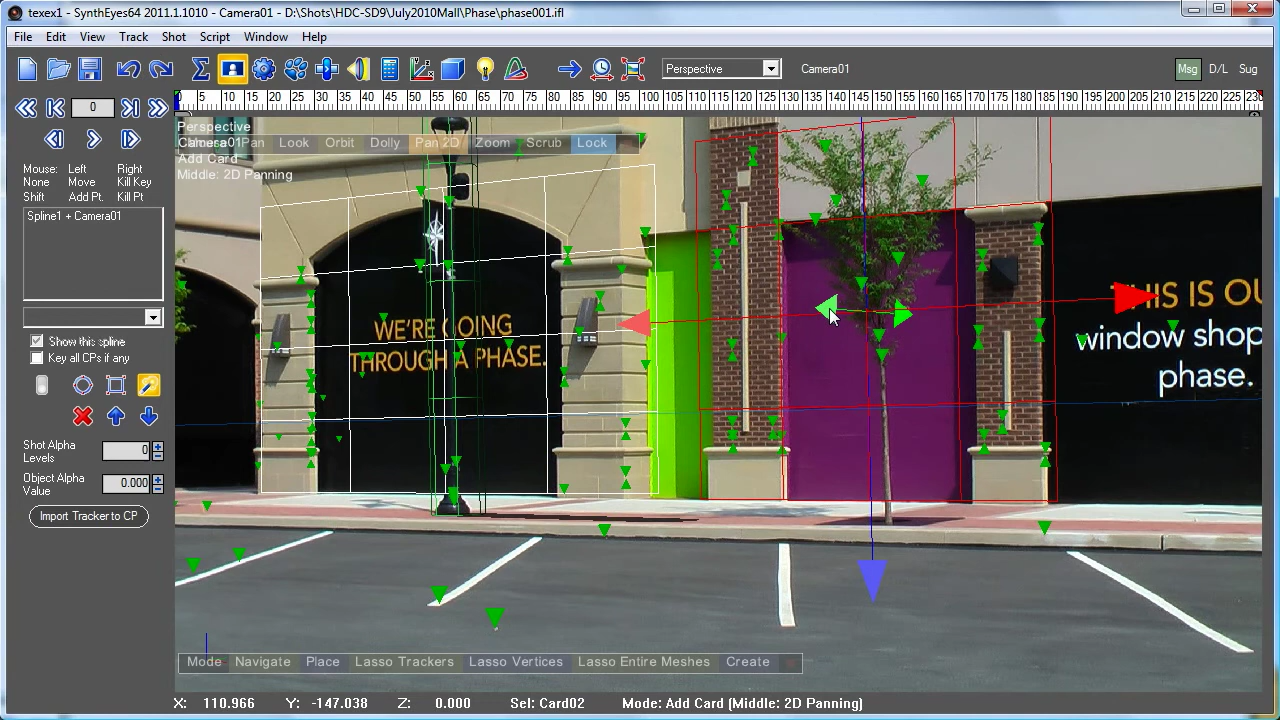 texex1 - SynthEyes64 2011.1.1010 - Camera01 - D:\Shots\HDC-SD9\July2010Mall\Phase\phase001.ifl
File Edit View Track Shot Script Window Help
Perspective Camera01 Msg D/L Sug
0 5 10 15 20 25 30 35 40 45 50 55 60 65 70 75 80 85 90 95 100 105 110 115 120 125 130 135 140 145 150 155 160 165 170 175 180 185 190 195 200 205 210 215 220 225 230
0
Mouse: Left Right
None Move Kill Key
Shift Add Pt. Kill Pt
Spline1 + Camera01
Show this spline
Key all CPs if any
Shot Alpha
Levels 0
Object Alpha
Value 0.000
Import Tracker to CP
Perspective
Camera01 Pan Look Orbit Dolly Pan 2D Zoom Scrub Lock
Add Card
Middle: 2D Panning
WE'RE GOING
THROUGH A PHASE.
THIS IS OU
window shop
phase.
Mode Navigate Place Lasso Trackers Lasso Vertices Lasso Entire Meshes Create
X: 110.966 Y: -147.038 Z: 0.000 Sel: Card02 Mode: Add Card (Middle: 2D Panning)